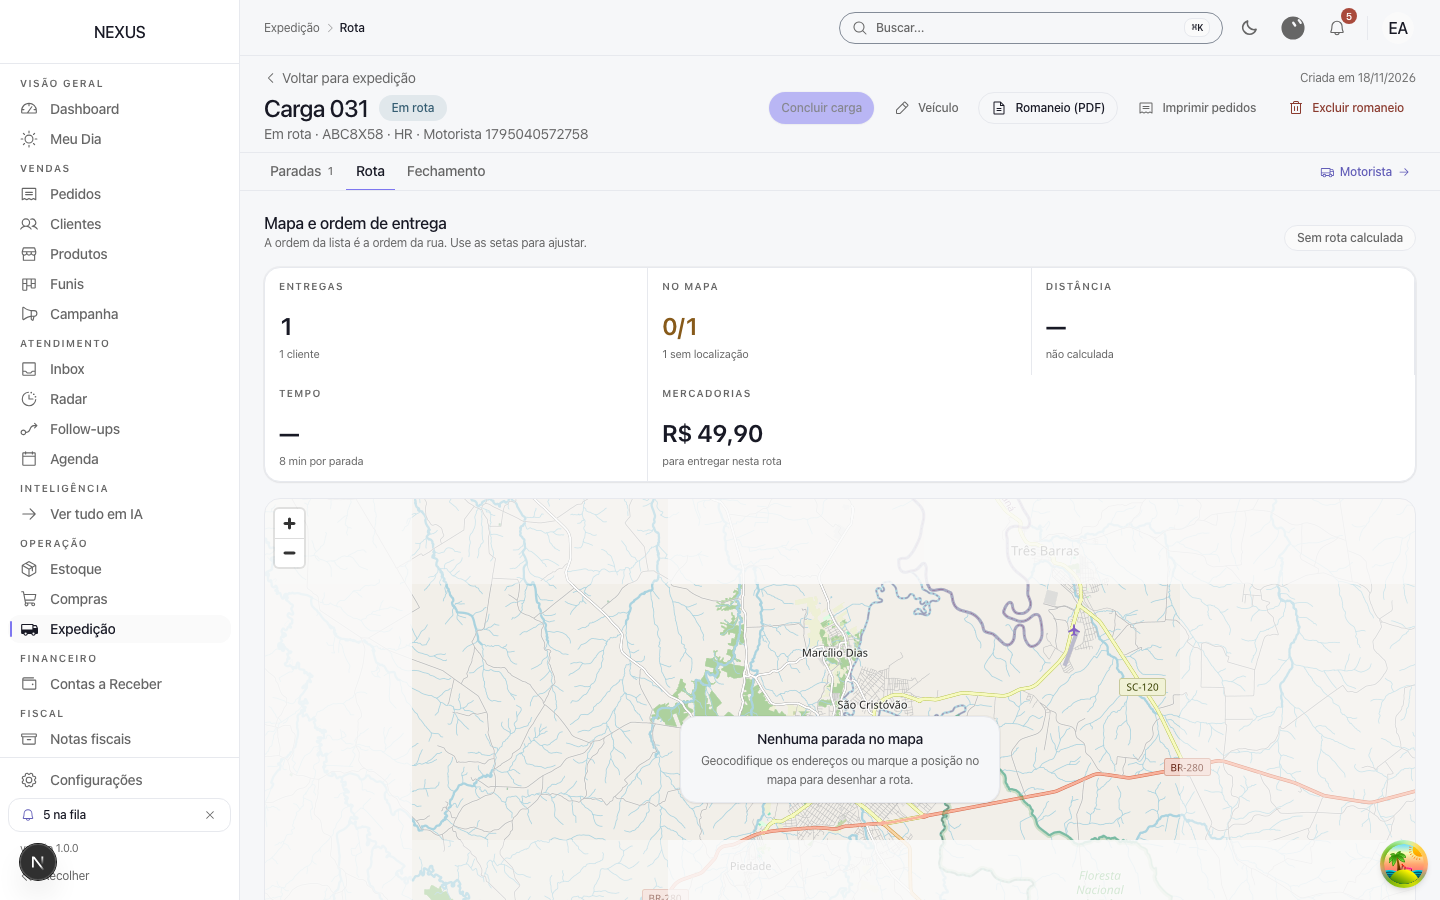 NEXUS
VISÃO GERAL
Dashboard
Meu Dia
VENDAS
Pedidos
Clientes
Produtos
Funis
Campanha
ATENDIMENTO
Inbox
Radar
Follow-ups
Agenda
INTELIGÊNCIA
Ver tudo em IA
OPERAÇÃO
Estoque
Compras
Expedição
FINANCEIRO
Contas a Receber
FISCAL
Notas fiscais
Configurações
5 na fila
1.0.0
N
Expedição > Rota
Buscar...
⌘K
5
EA
Voltar para expedição
Criada em 18/11/2026
Carga 031
Em rota
Concluir carga
Veículo
Romaneio (PDF)
Imprimir pedidos
Excluir romaneio
Em rota · ABC8X58 · HR · Motorista 1795040572758
Paradas 1
Rota
Fechamento
Motorista →
Mapa e ordem de entrega
A ordem da lista é a ordem da rua. Use as setas para ajustar.
Sem rota calculada
ENTREGAS
1
1 cliente
NO MAPA
0/1
1 sem localização
DISTÂNCIA
—
não calculada
TEMPO
—
8 min por parada
MERCADORIAS
R$ 49,90
para entregar nesta rota
+
−
Três Barras
Marcílio Dias
SC-120
São Cristóvão
Nenhuma parada no mapa
Geocodifique os endereços ou marque a posição no
mapa para desenhar a rota.
BR-280
Piedade
Floresta
Nacional
BR-280